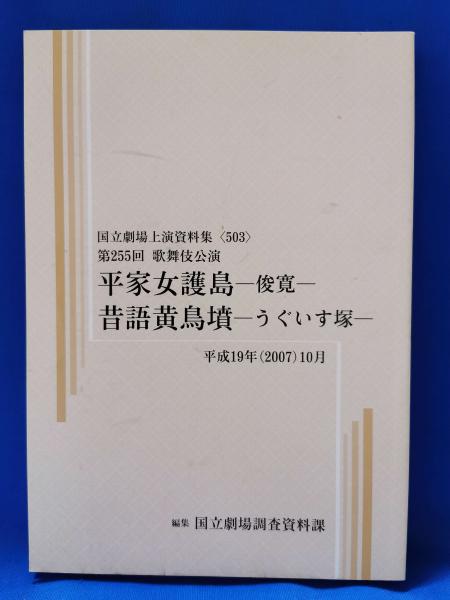 国立劇場上演資料集〈503〉
第255回 歌舞伎公演
平家女護島―俊寛―
昔語黄鳥墳―うぐいす塚―
平成19年(2007)10月
編集 国立劇場調査資料課